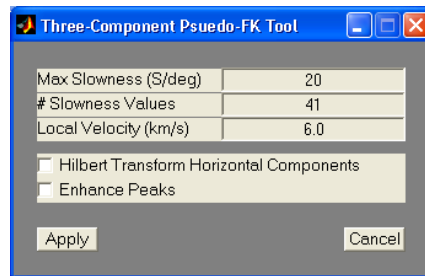 Three-Component Psuedo-FK Tool
Max Slowness (S/deg) 20
# Slowness Values 41
Local Velocity (km/s) 6.0
Hilbert Transform Horizontal Components
Enhance Peaks
Apply Cancel